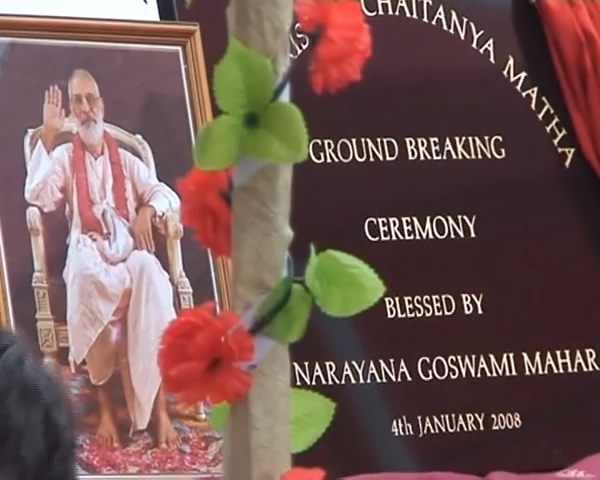 CHAITANYA MATHA
GROUND BREAKING
CEREMONY
BLESSED BY
NARAYANA GOSWAMI MAHAR
4th JANUARY 2008